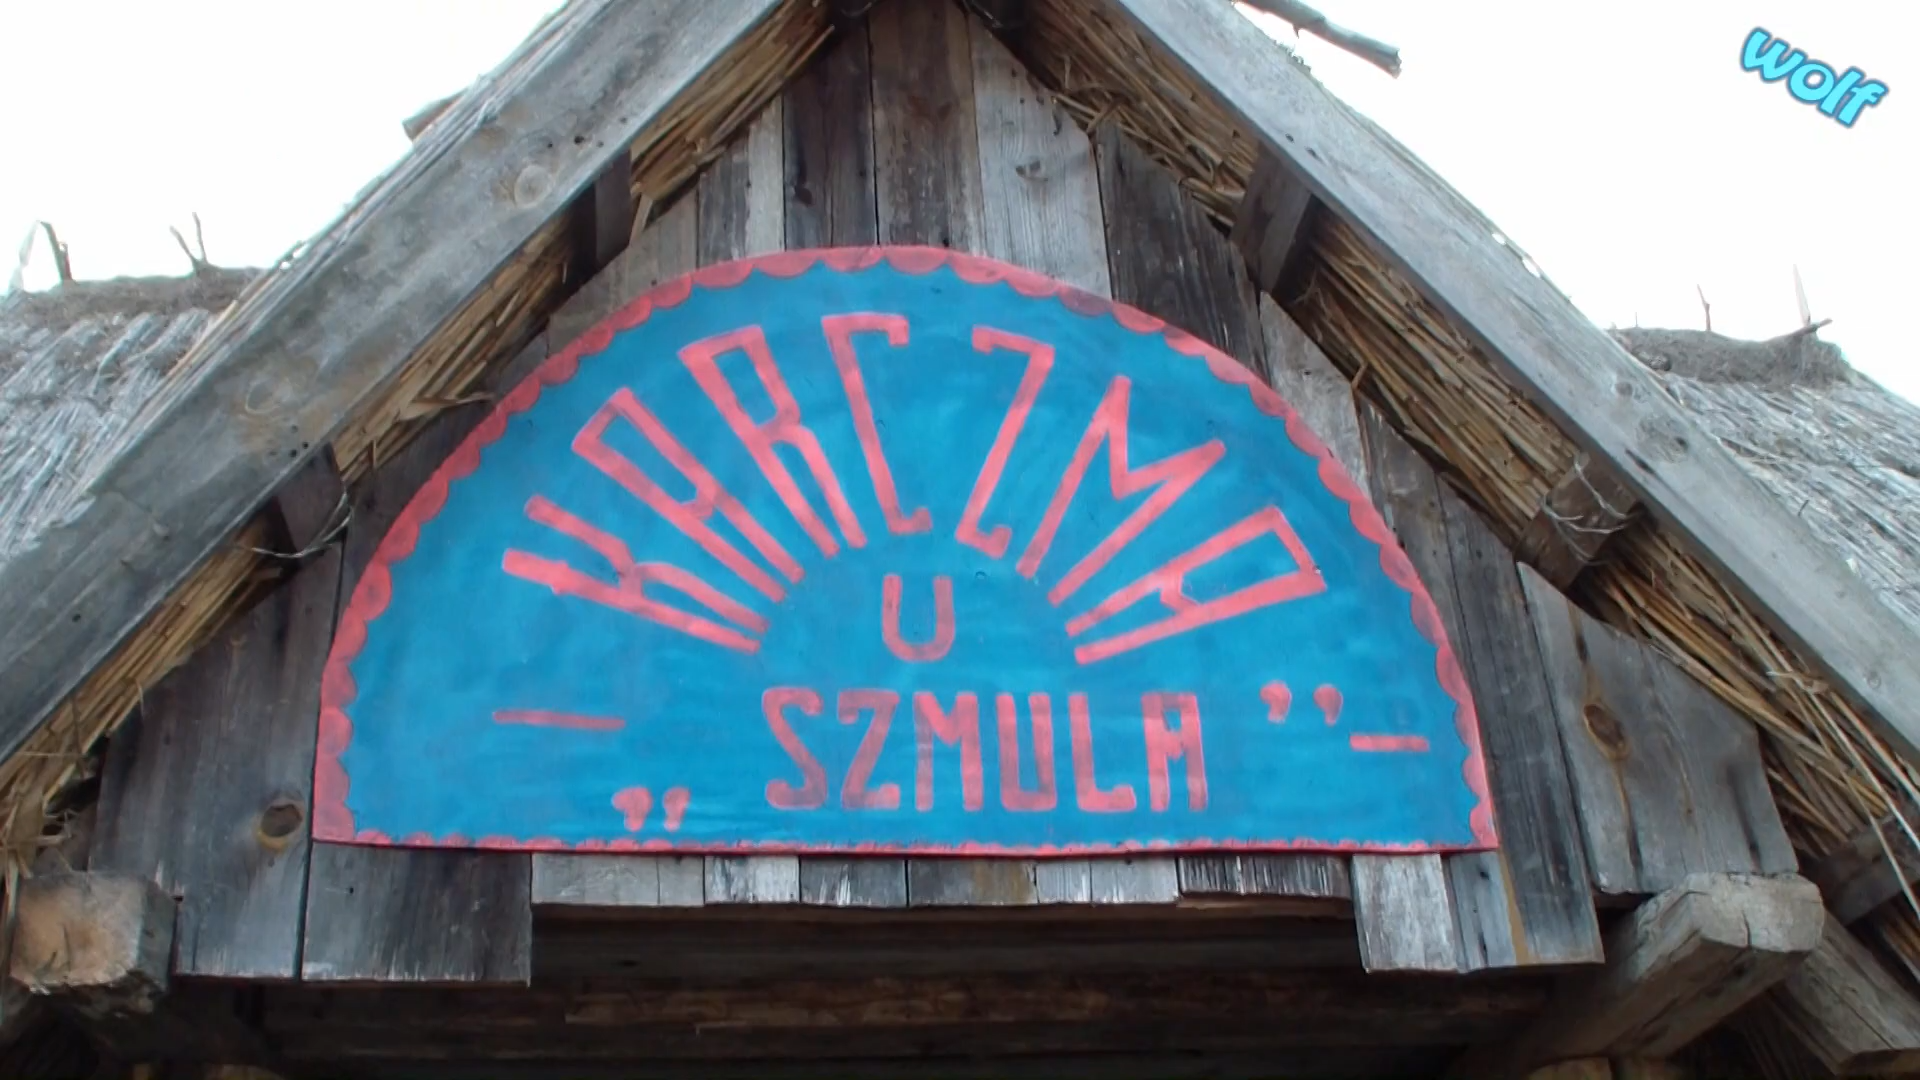 KARCZMA
U
— „ SZMULA ’’ —
wolf